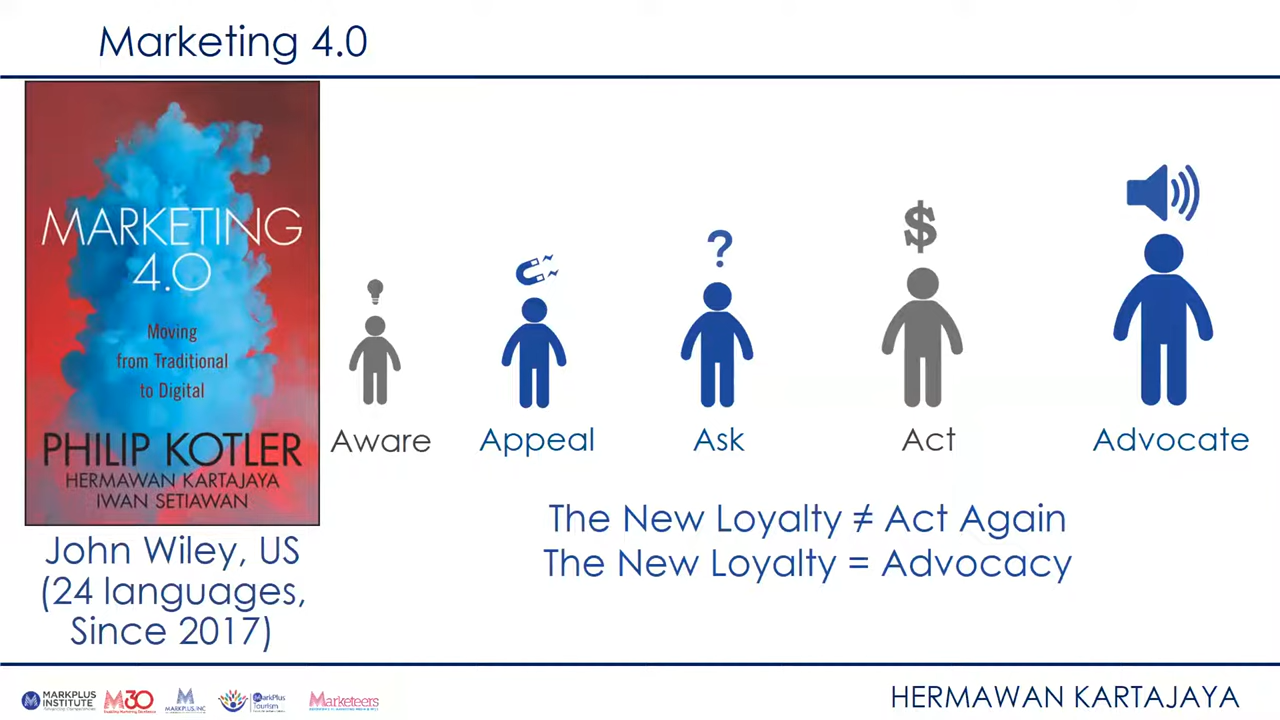 Marketing 4.0
MARKETING
4.0
Moving
from Traditional
to Digital
PHILIP KOTLER
HERMAWAN KARTAJAYA
IWAN SETIAWAN
John Wiley, US
(24 languages,
Since 2017)
$
?
Aware
Appeal
Ask
Act
Advocate
The New Loyalty ≠ Act Again
The New Loyalty = Advocacy
MARKPLUS
INSTITUTE
M30
MARKPLUS, INC
MarkPlus
Tourism
Marketeers
HERMAWAN KARTAJAYA